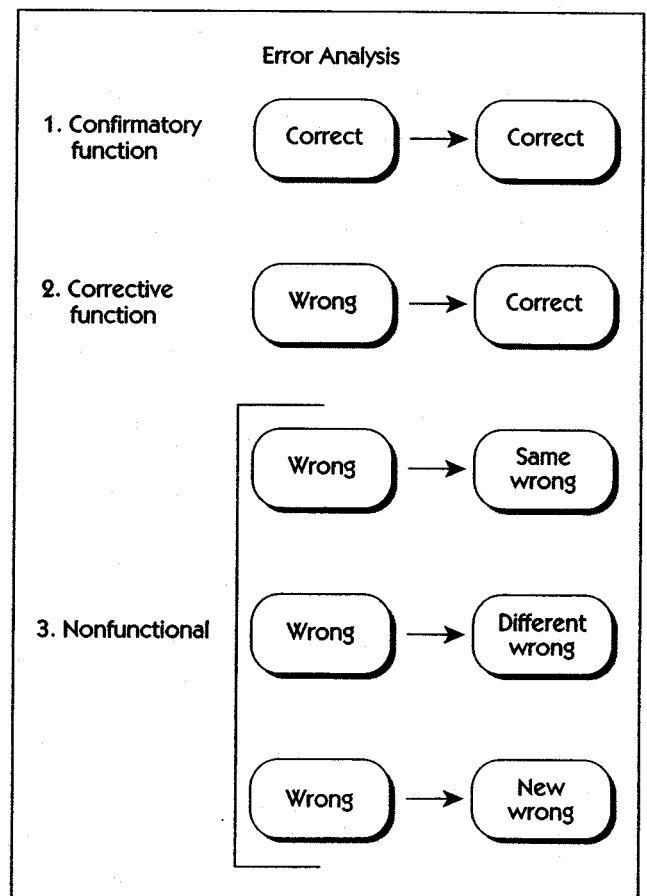 Error Analysis
1. Confirmatory
function
Correct
Correct
2. Corrective
function
Wrong
Correct
Wrong
Same
wrong
3. Nonfunctional
Wrong
Different
wrong
Wrong
New
wrong